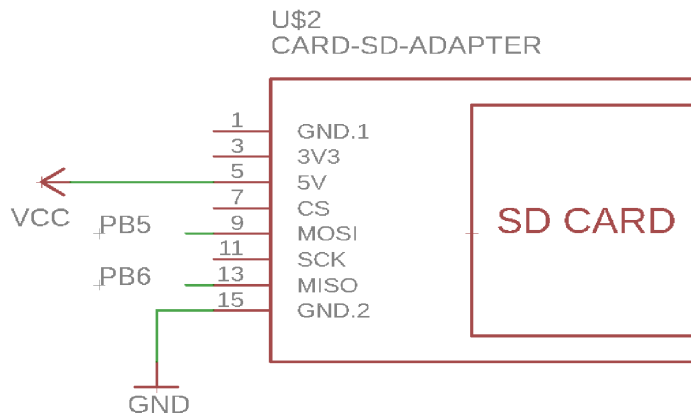 U$2
CARD-SD-ADAPTER
1 GND.1
3 3V3
5 5V
VCC
7 CS
PB5 9 MOSI
SD CARD
11 SCK
PB6 13 MISO
15 GND.2
GND